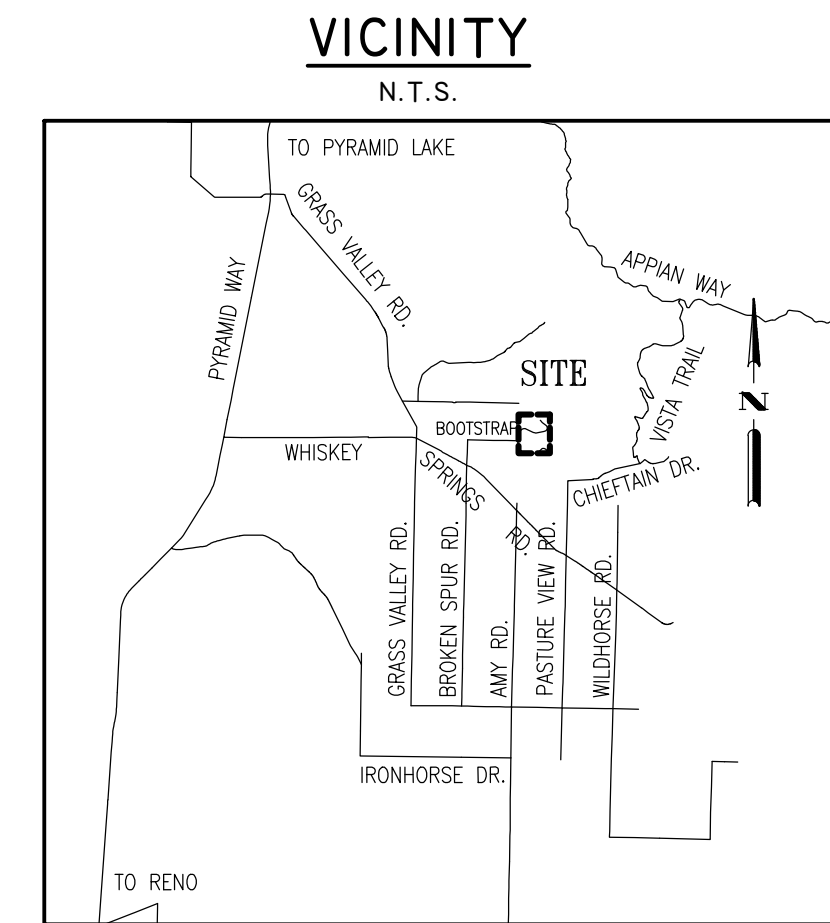 VICINITY
N.T.S.
TO PYRAMID LAKE
GRASS VALLEY RD.
APPIAN WAY
PYRAMID WAY
SITE
VISTA TRAIL
N
BOOTSTRAP
WHISKEY
SPRINGS
RD.
CHIEFTAIN DR.
GRASS VALLEY RD.
BROKEN SPUR RD.
AMY RD.
PASTURE VIEW RD.
WILDHORSE RD.
IRONHORSE DR.
TO RENO